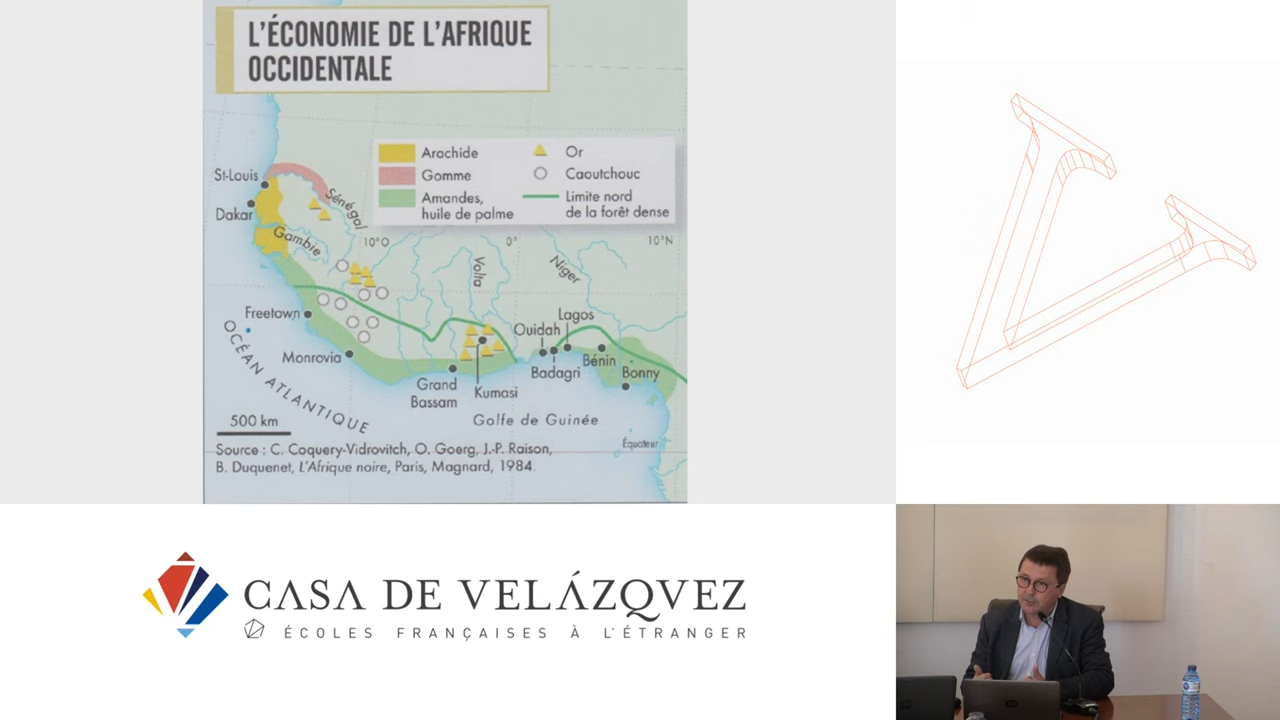 L'ÉCONOMIE DE L'AFRIQUE
OCCIDENTALE
Arachide
Gomme
Amandes,
huile de palme
Or
Caoutchouc
Limite nord
de la forêt dense
St-Louis
Dakar
Sénégal
Gambie
10°O
0°
10°N
Volta
Niger
Freetown
Monrovia
Grand
Bassam
Kumasi
Ouidah
Lagos
Badagri
Bénin
Bonny
OCÉAN ATLANTIQUE
Golfe de Guinée
Équateur
500 km
Source : C. Coquery-Vidrovitch, O. Goerg, J.-P. Raison,
B. Duquenet, L'Afrique noire, Paris, Magnard, 1984.
CASA DE VELÁZQVEZ
ÉCOLES FRANÇAISES À L'ÉTRANGER
hp